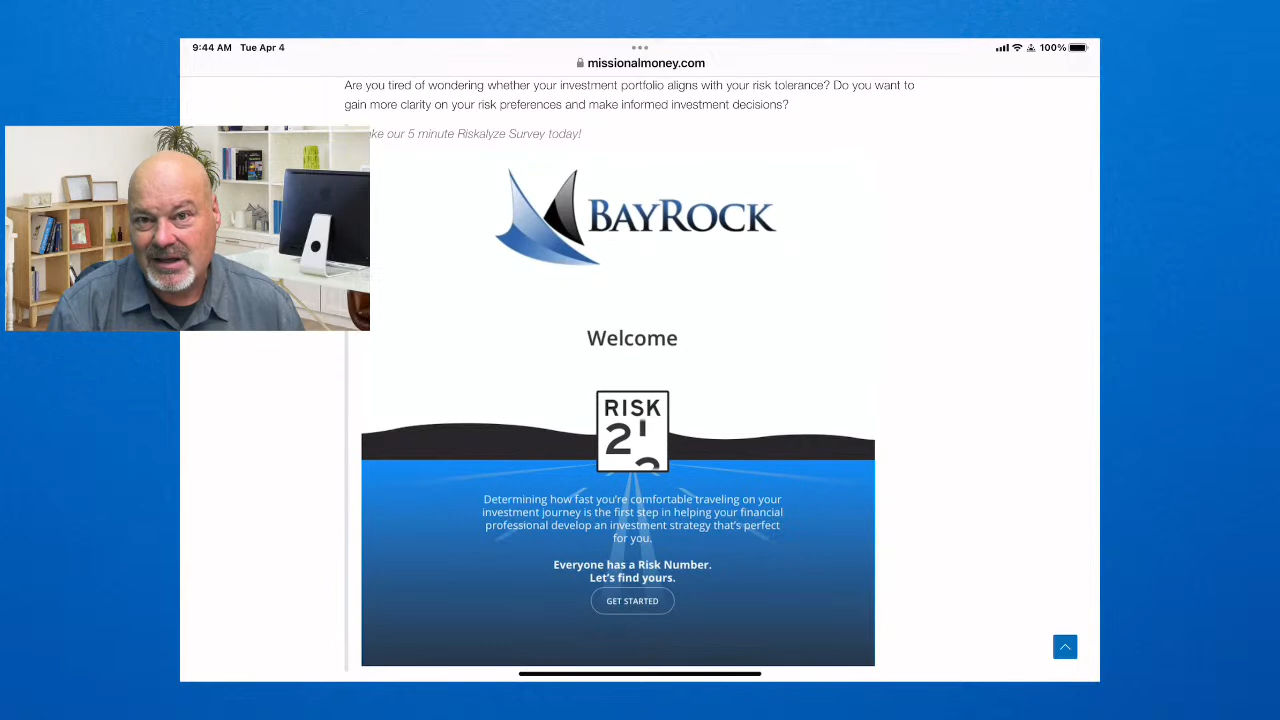 9:44 AM Tue Apr 4
100%
missionalmoney.com
Are you tired of wondering whether your investment portfolio aligns with your risk tolerance? Do you want to
gain more clarity on your risk preferences and make informed investment decisions?
our 5 minute Riskalyze Survey today!
BAYROCK
Welcome
RISK
2
Determining how fast you're comfortable traveling on your
investment journey is the first step in helping your financial
professional develop an investment strategy that's perfect
for you.
Everyone has a Risk Number.
Let's find yours.
GET STARTED